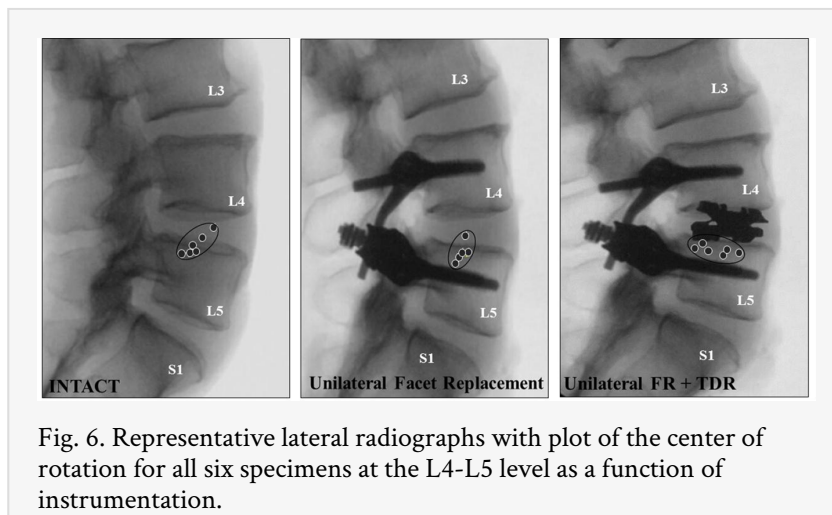 L3
L4
L5
S1
INTACT
L3
L4
L5
S1
Unilateral Facet Replacement
L3
L4
L5
S1
Unilateral FR + TDR
Fig. 6. Representative lateral radiographs with plot of the center of
rotation for all six specimens at the L4-L5 level as a function of
instrumentation.